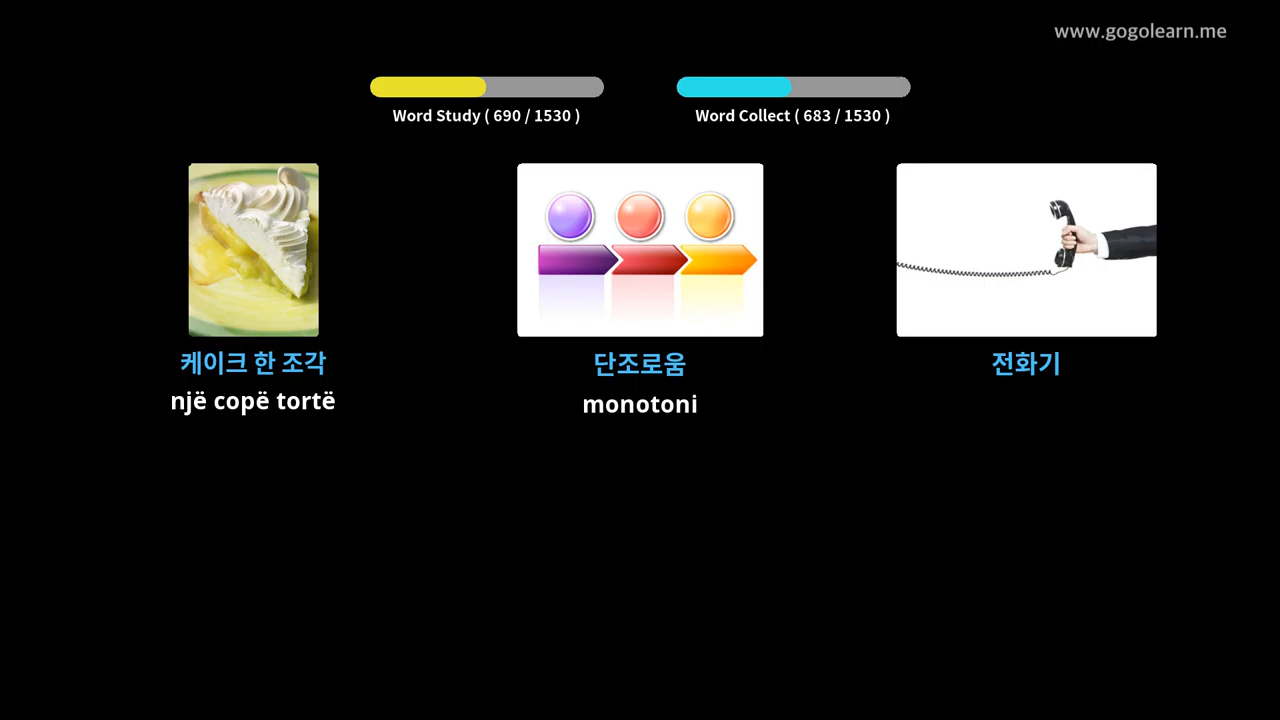 www.gogolearn.me
Word Study ( 690 / 1530 )
Word Collect ( 683 / 1530 )
케이크 한 조각
një copë tortë
단조로움
monotoni
전화기